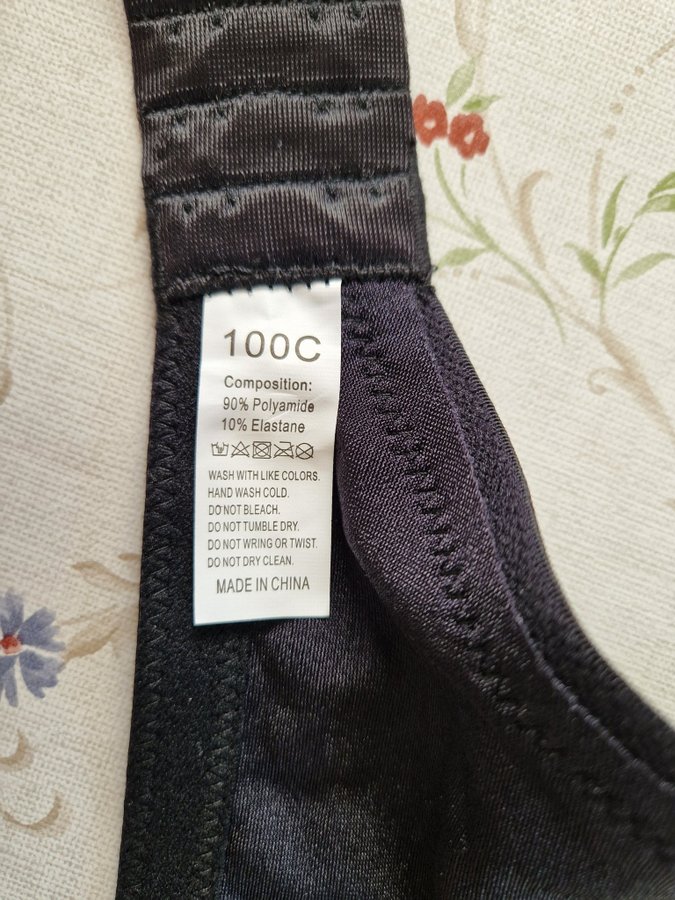 100C
Composition:
90% Polyamide
10% Elastane
WASH WITH LIKE COLORS.
HAND WASH COLD.
DO NOT BLEACH.
DO NOT TUMBLE DRY.
DO NOT WRING OR TWIST.
DO NOT DRY CLEAN.
MADE IN CHINA